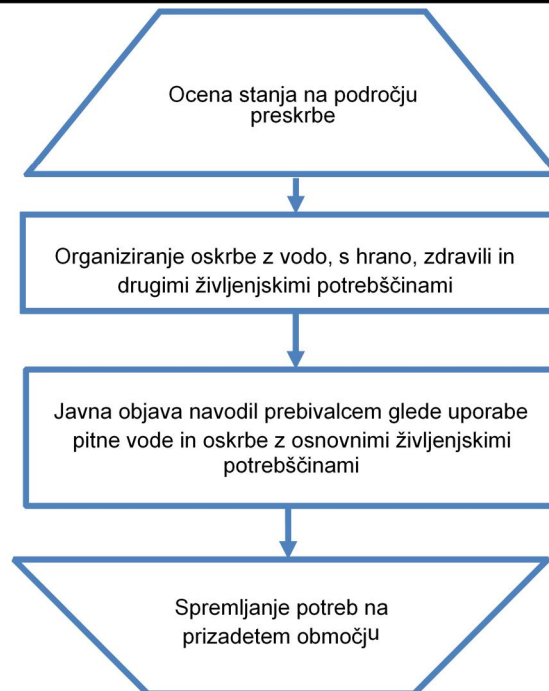 Ocena stanja na področju
preskrbe
Organiziranje oskrbe z vodo, s hrano, zdravili in
drugimi življenjskimi potrebščinami
Javna objava navodil prebivalcem glede uporabe
pitne vode in oskrbe z osnovnimi življenjskimi
potrebščinami
Spremljanje potreb na
prizadetem območju